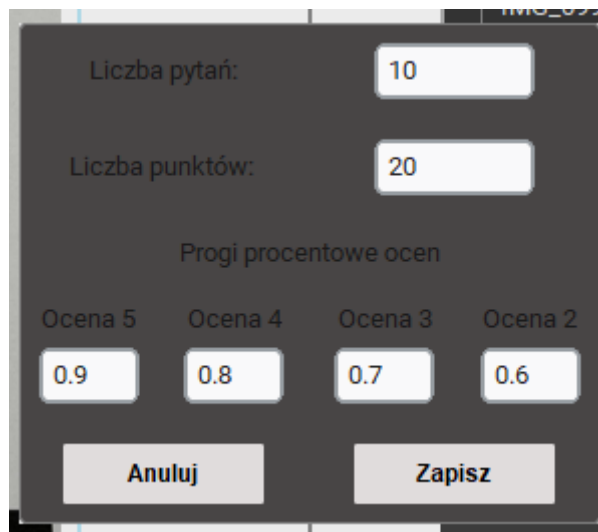 Liczba pytań: 10
Liczba punktów: 20
Progi procentowe ocen
Ocena 5 Ocena 4 Ocena 3 Ocena 2
0.9 0.8 0.7 0.6
Anuluj Zapisz